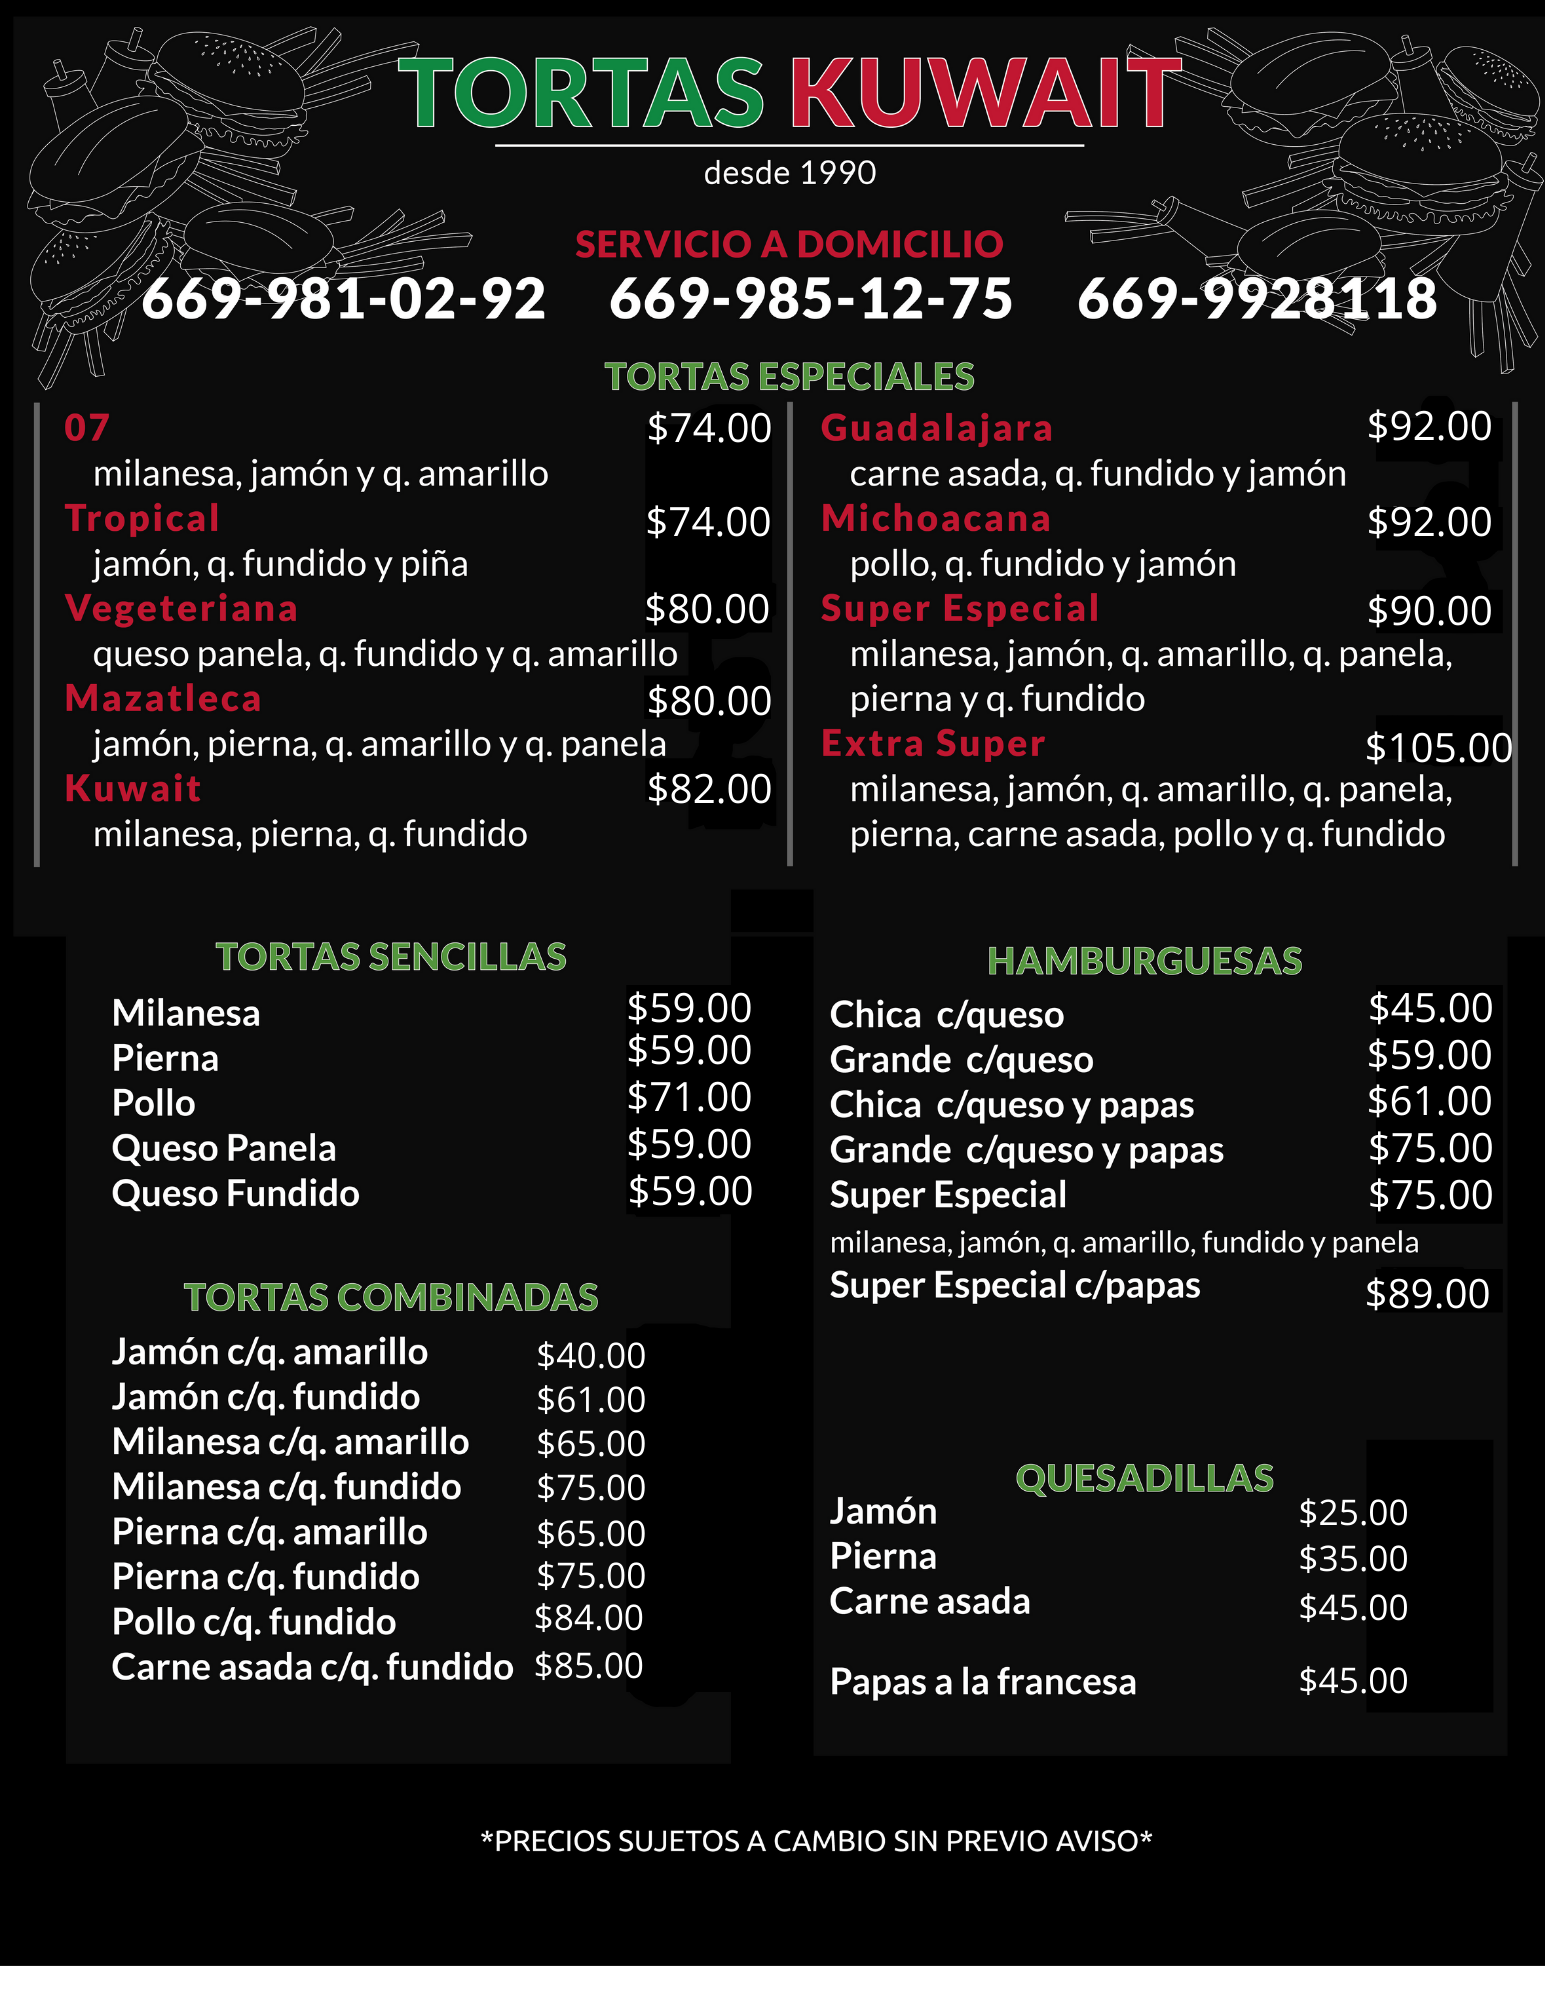 TORTAS KUWAIT
desde 1990
SERVICIO A DOMICILIO
669-981-02-92 669-985-12-75 669-9928118
TORTAS ESPECIALES
07 $74.00
milanesa, jamón y q. amarillo
Tropical $74.00
jamón, q. fundido y piña
Vegeteriana $80.00
queso panela, q. fundido y q. amarillo
Mazatleca $80.00
jamón, pierna, q. amarillo y q. panela
Kuwait $82.00
milanesa, pierna, q. fundido
Guadalajara $92.00
carne asada, q. fundido y jamón
Michoacana $92.00
pollo, q. fundido y jamón
Super Especial $90.00
milanesa, jamón, q. amarillo, q. panela,
pierna y q. fundido
Extra Super $105.00
milanesa, jamón, q. amarillo, q. panela,
pierna, carne asada, pollo y q. fundido
TORTAS SENCILLAS
Milanesa $59.00
Pierna $59.00
Pollo $71.00
Queso Panela $59.00
Queso Fundido $59.00
TORTAS COMBINADAS
Jamón c/q. amarillo $40.00
Jamón c/q. fundido $61.00
Milanesa c/q. amarillo $65.00
Milanesa c/q. fundido $75.00
Pierna c/q. amarillo $65.00
Pierna c/q. fundido $75.00
Pollo c/q. fundido $84.00
Carne asada c/q. fundido $85.00
HAMBURGUESAS
Chica c/queso $45.00
Grande c/queso $59.00
Chica c/queso y papas $61.00
Grande c/queso y papas $75.00
Super Especial $75.00
milanesa, jamón, q. amarillo, fundido y panela
Super Especial c/papas $89.00
QUESADILLAS
Jamón $25.00
Pierna $35.00
Carne asada $45.00
Papas a la francesa $45.00
*PRECIOS SUJETOS A CAMBIO SIN PREVIO AVISO*